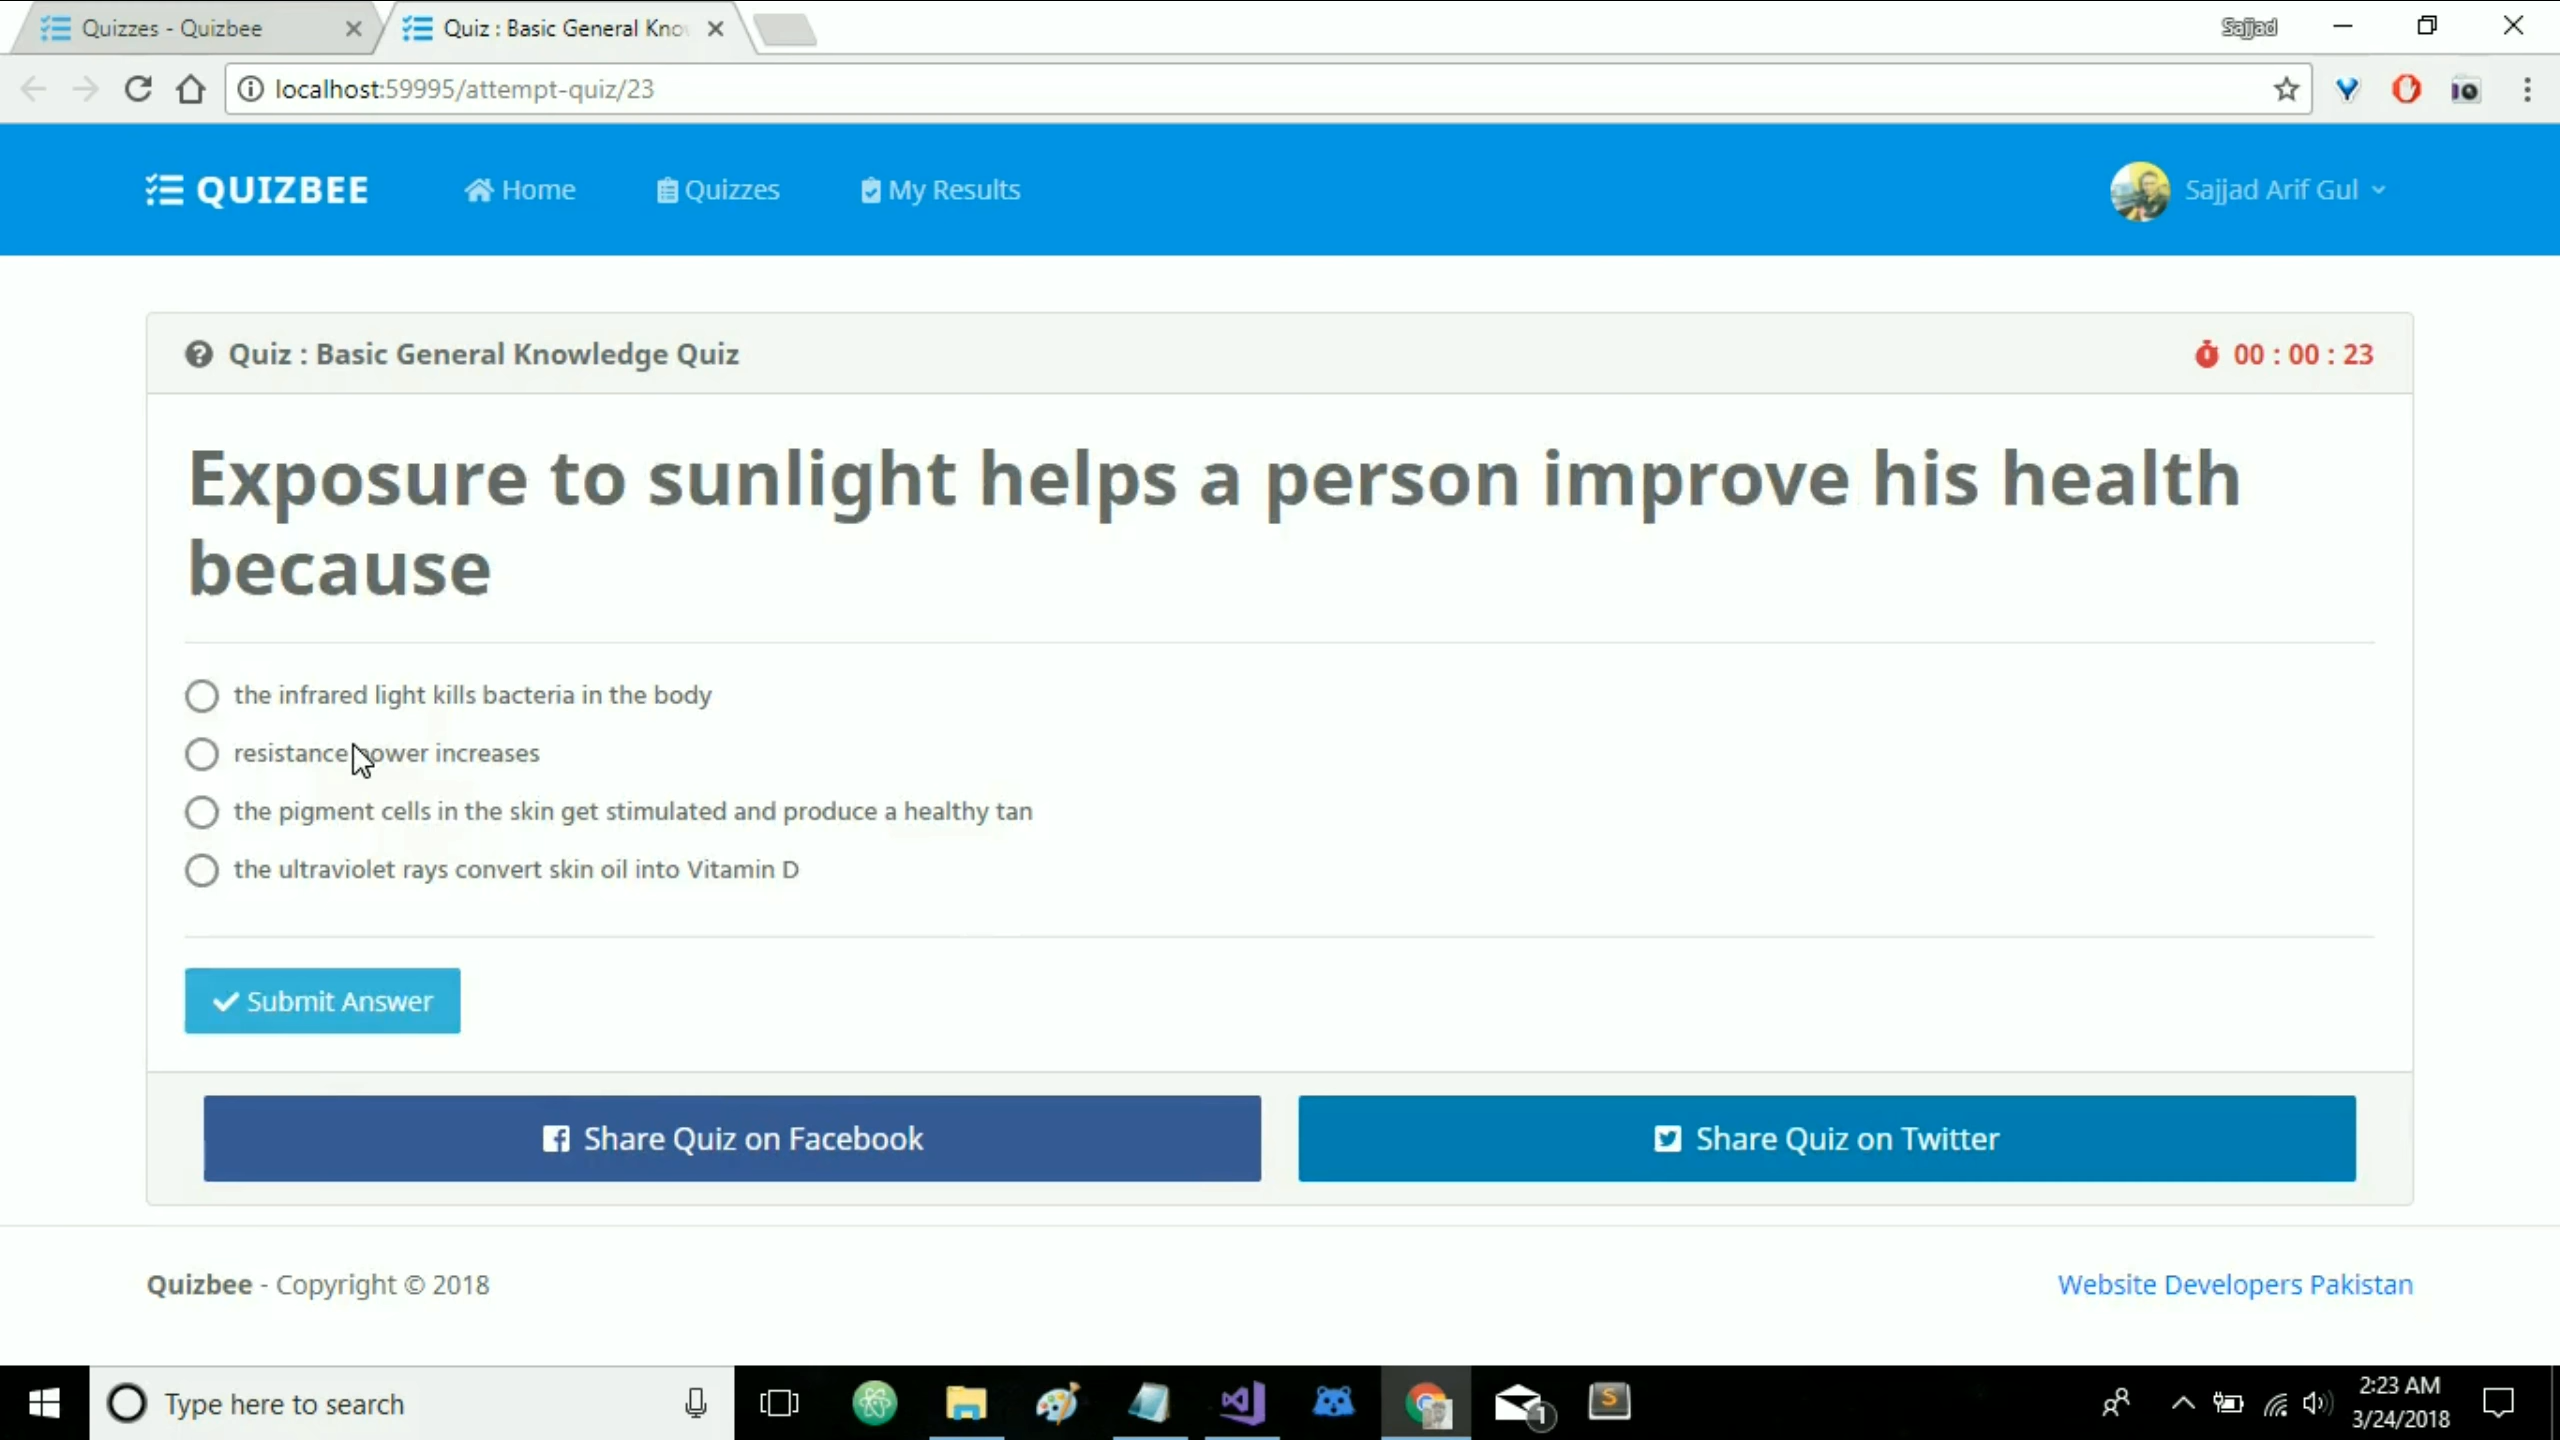 Quizzes - Quizbee
Quiz : Basic General Kno
Sajjad
localhost:59995/attempt-quiz/23
QUIZBEE
Home
Quizzes
My Results
Sajjad Arif Gul
Quiz : Basic General Knowledge Quiz
00 : 00 : 23
Exposure to sunlight helps a person improve his health
because
the infrared light kills bacteria in the body
resistance power increases
the pigment cells in the skin get stimulated and produce a healthy tan
the ultraviolet rays convert skin oil into Vitamin D
Submit Answer
Share Quiz on Facebook
Share Quiz on Twitter
Quizbee - Copyright © 2018
Website Developers Pakistan
Type here to search
1
S
2:23 AM
3/24/2018